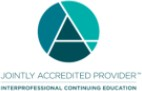 JOINTLY ACCREDITED PROVIDER™
INTERPROFESSIONAL CONTINUING EDUCATION